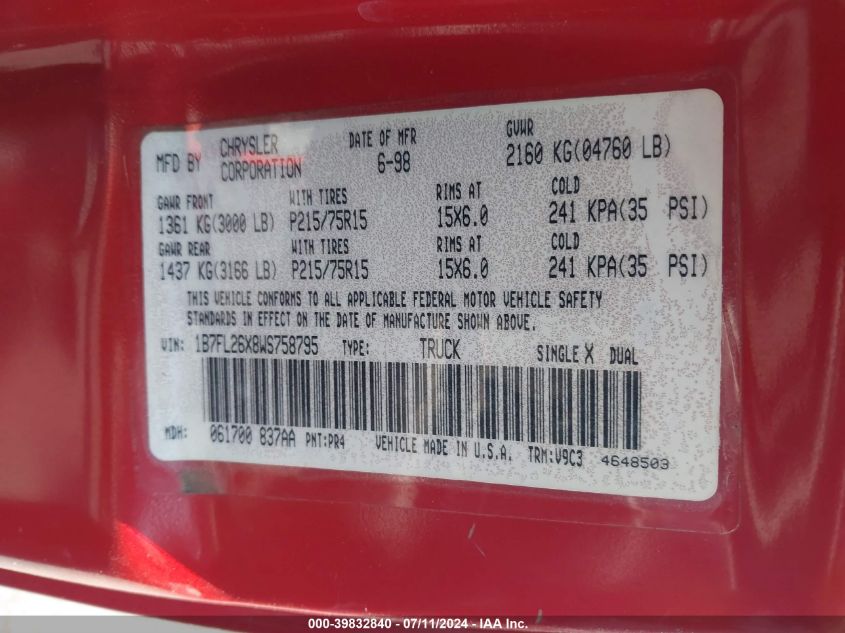 MFD BY CHRYSLER CORPORATION DATE OF MFR 6-98 GVWR 2160 KG(04760 LB)
GAWR FRONT WITH TIRES RIMS AT COLD
1361 KG(3000 LB) P215/75R15 15X6.0 241 KPA(35 PSI)
GAWR REAR WITH TIRES RIMS AT COLD
1437 KG(3166 LB) P215/75R15 15X6.0 241 KPA(35 PSI)
THIS VEHICLE CONFORMS TO ALL APPLICABLE FEDERAL MOTOR VEHICLE SAFETY
STANDARDS IN EFFECT ON THE DATE OF MANUFACTURE SHOWN ABOVE.
VIN: 1B7FL26X8WS758795 TYPE: TRUCK SINGLE X DUAL
MDH: 061700 837AA PNT:PR4 VEHICLE MADE IN U.S.A. TRM:V9C3 4648503
000-39832840 - 07/11/2024 - IAA Inc.